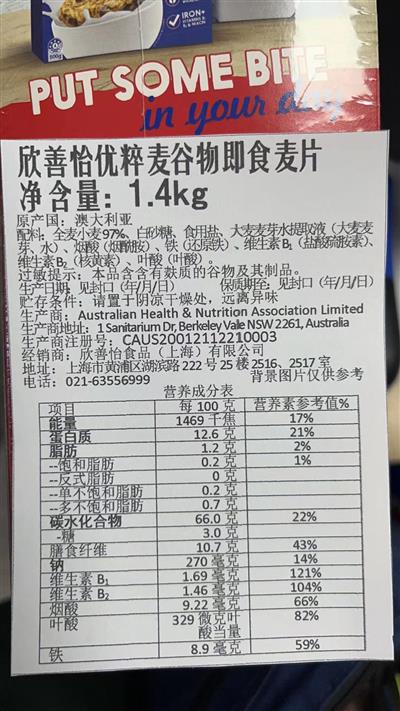 IRON+
VITAMINS B1,
B2 & NIACIN
500g
PUT SOME BITE
in your day
欣善怡优粹麦谷物即食麦片
净含量：1.4kg
原产国：澳大利亚
配料：全麦小麦97%、白砂糖、食用盐、大麦麦芽水提取液（大麦麦
芽、水）、烟酸（烟酰胺）、铁（还原铁）、维生素B₁（盐酸硫胺素）、
维生素B₂（核黄素）、叶酸（叶酸）。
过敏提示：本品含有麸质的谷物及其制品。
生产日期：见封口（年/月/日） 保质期至：见封口（年/月/日）
贮存条件：请置于阴凉干燥处，远离异味
生产商：Australian Health & Nutrition Association Limited
生产商地址：1 Sanitarium Dr, Berkeley Vale NSW 2261, Australia
生产商注册号：CAUS20012112210003
经销商：欣善怡食品（上海）有限公司
地址：上海市黄浦区湖滨路222号25楼2516、2517室
电话：021-63556999 背景图片仅供参考
营养成分表
项目 每100克 营养素参考值%
能量 1469千焦 17%
蛋白质 12.6克 21%
脂肪 1.2克 2%
--饱和脂肪 0.2克 1%
--反式脂肪 0克
--单不饱和脂肪 0.2克
--多不饱和脂肪 0.7克
碳水化合物 66.0克 22%
-糖 3.0克
膳食纤维 10.7克 43%
钠 270毫克 14%
维生素B₁ 1.69毫克 121%
维生素B₂ 1.46毫克 104%
烟酸 9.22毫克 66%
叶酸 329微克叶 82%
酸当量
铁 8.9毫克 59%